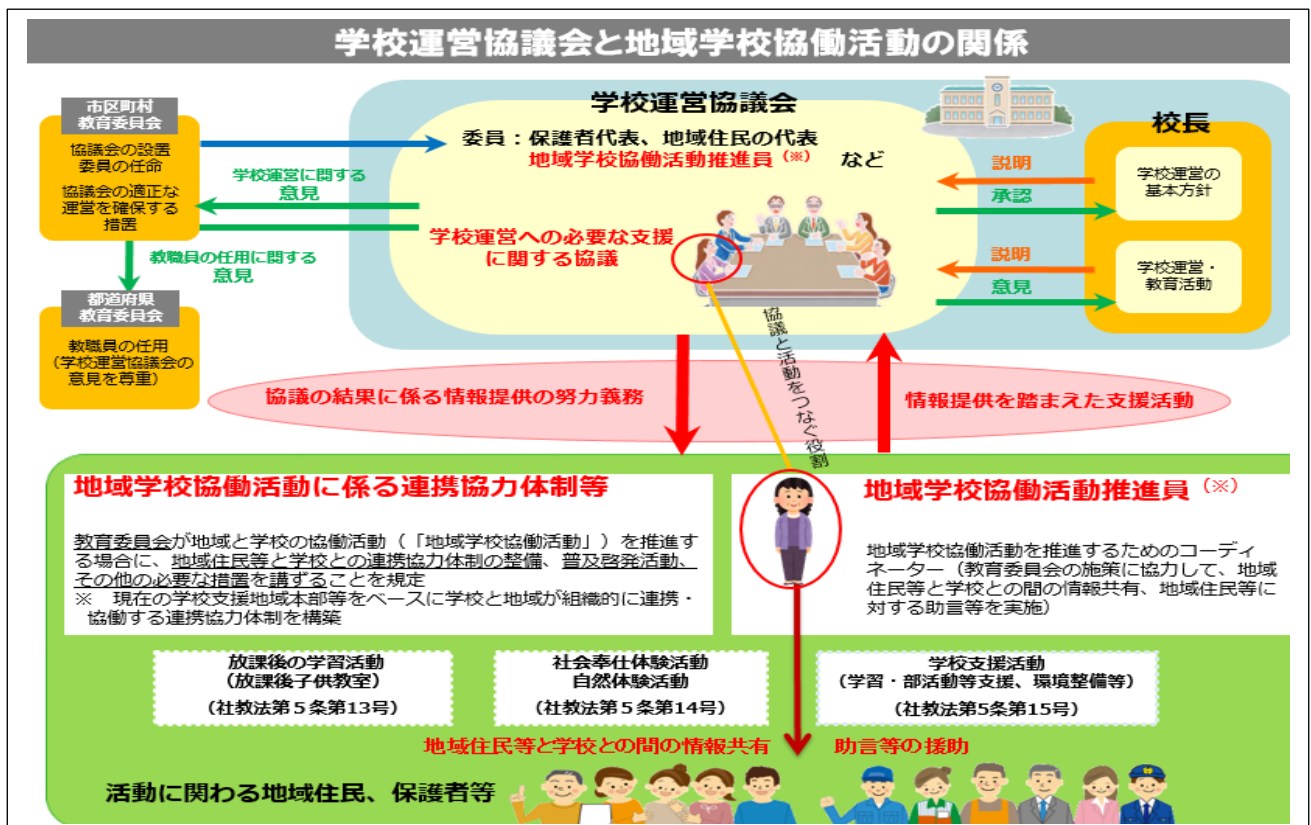 学校運営協議会と地域学校協働活動の関係
市区町村
教育委員会
協議会の設置
委員の任命
協議会の適正な
運営を確保する
措置
学校運営に関する
意見
教職員の任用に関する
意見
都道府県
教育委員会
教職員の任用
(学校運営協議会の
意見を尊重)
学校運営協議会
委員：保護者代表、地域住民の代表
地域学校協働活動推進員（※） など
学校運営への必要な支援
に関する協議
校長
説明
承認
学校運営の
基本方針
説明
意見
学校運営・
教育活動
協議と活動をつなぐ役割
協議の結果に係る情報提供の努力義務
情報提供を踏まえた支援活動
地域学校協働活動に係る連携協力体制等
教育委員会が地域と学校の協働活動（「地域学校協働活動」）を推進す
る場合に、地域住民等と学校との連携協力体制の整備、普及啓発活動、
その他の必要な措置を講ずることを規定
※　現在の学校支援地域本部等をベースに学校と地域が組織的に連携・
協働する連携協力体制を構築
地域学校協働活動推進員（※）
地域学校協働活動を推進するためのコーディ
ネーター（教育委員会の施策に協力して、地域
住民等と学校との間の情報共有、地域住民等に
対する助言等を実施）
放課後の学習活動
(放課後子供教室)
（社教法第５条第13号）
社会奉仕体験活動
自然体験活動
（社教法第５条第14号）
学校支援活動
(学習・部活動等支援、環境整備等)
（社教法第5条第15号）
地域住民等と学校との間の情報共有
助言等の援助
活動に関わる地域住民、保護者等